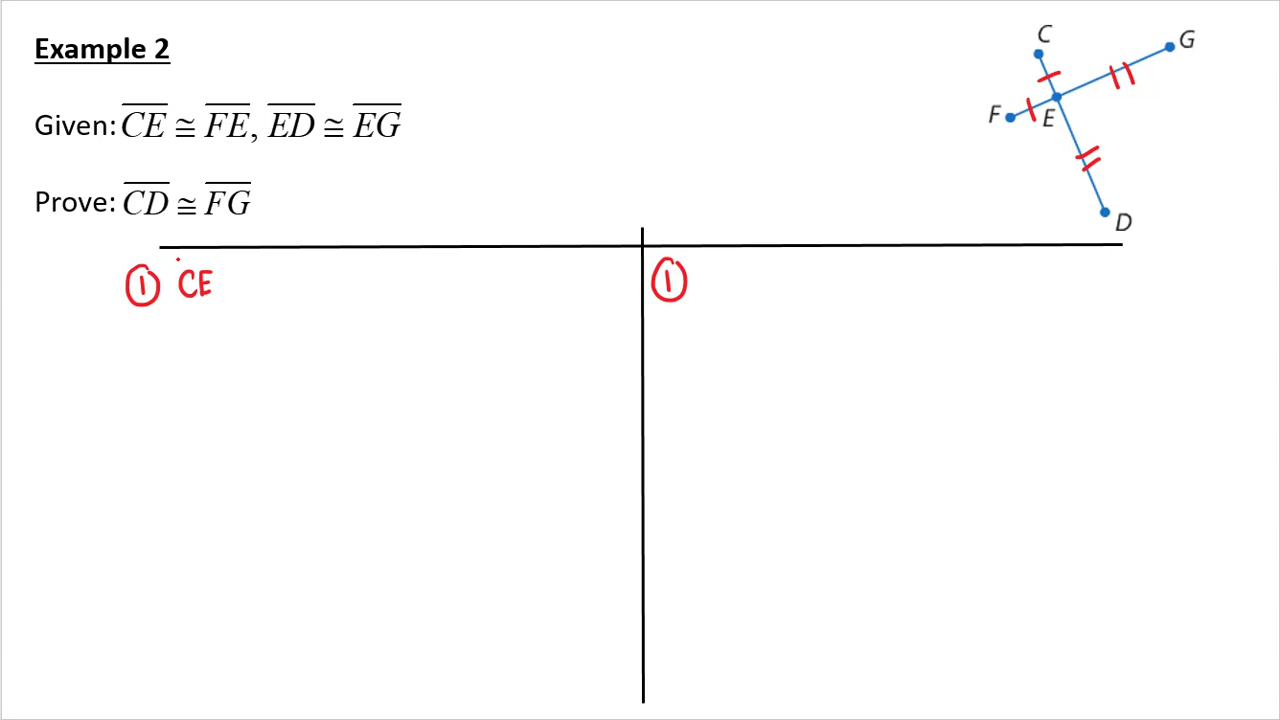 Example 2
C
G
Given: CE ≅ FE, ED ≅ EG
F
E
Prove: CD ≅ FG
D
① CE
①